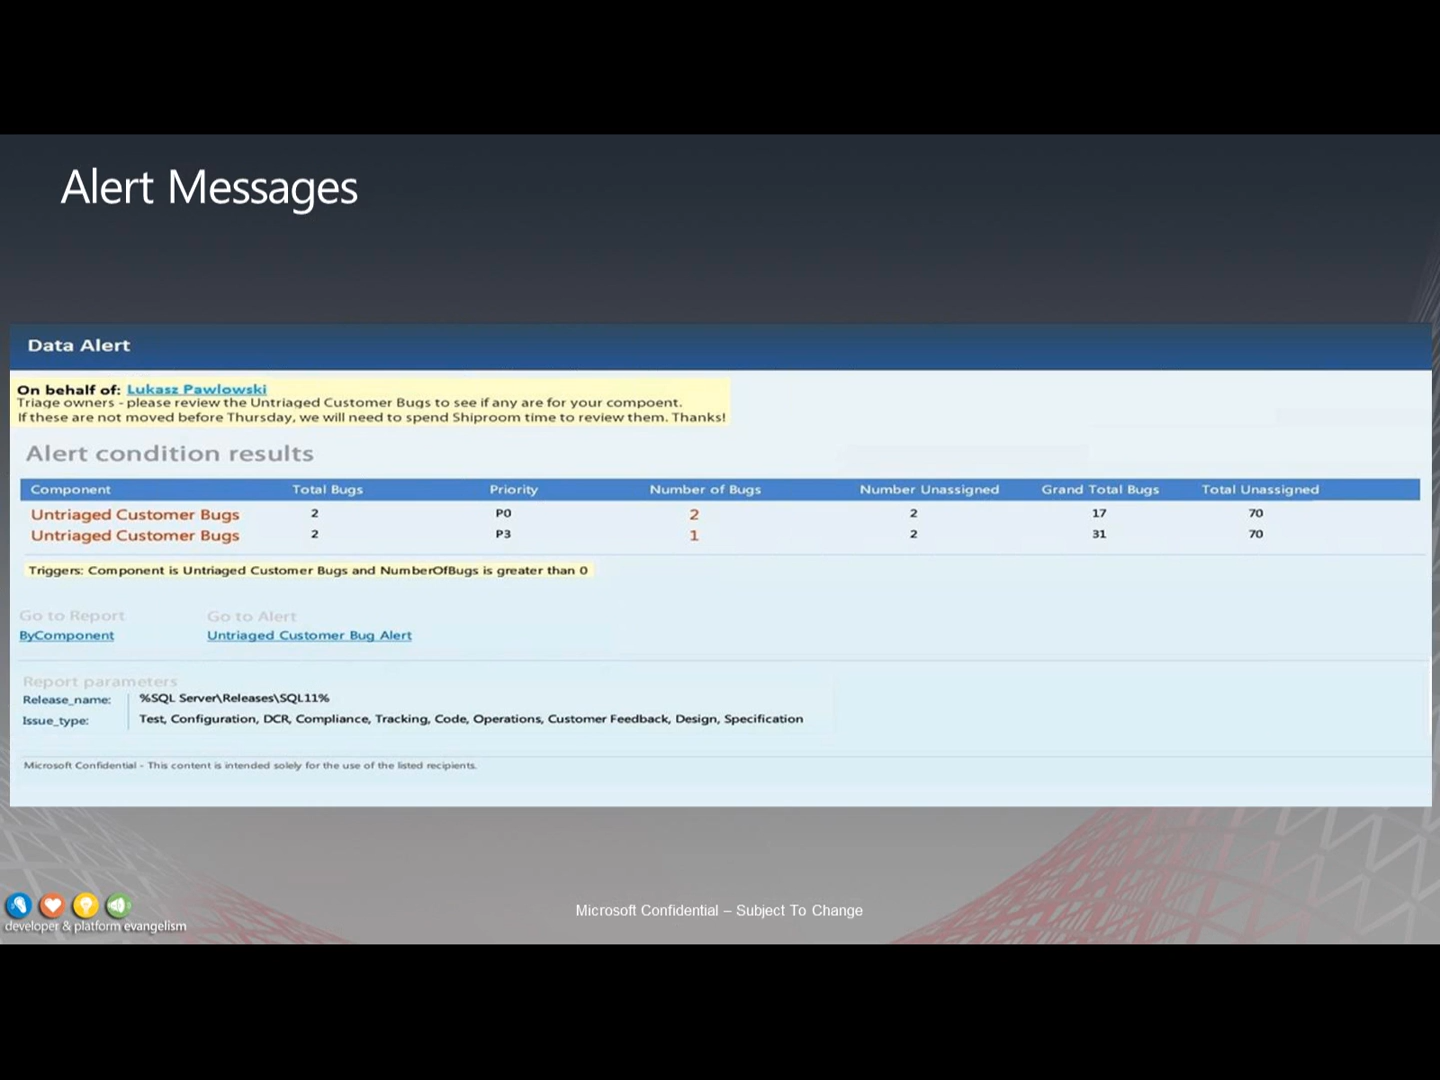 Alert Messages
Data Alert
On behalf of: Lukasz Pawlowski
Triage owners - please review the Untriaged Customer Bugs to see if any are for your compoent.
If these are not moved before Thursday, we will need to spend Shiproom time to review them. Thanks!
Alert condition results
Component Total Bugs Priority Number of Bugs Number Unassigned Grand Total Bugs Total Unassigned
Untriaged Customer Bugs 2 P0 2 2 17 70
Untriaged Customer Bugs 2 P3 1 2 31 70
Triggers: Component is Untriaged Customer Bugs and NumberOfBugs is greater than 0
Go to Report Go to Alert
ByComponent Untriaged Customer Bug Alert
Report parameters
Release_name: %SQL Server\Releases\SQL11%
Issue_type: Test, Configuration, DCR, Compliance, Tracking, Code, Operations, Customer Feedback, Design, Specification
Microsoft Confidential - This content is intended solely for the use of the listed recipients.
Microsoft Confidential – Subject To Change
developer & platform evangelism